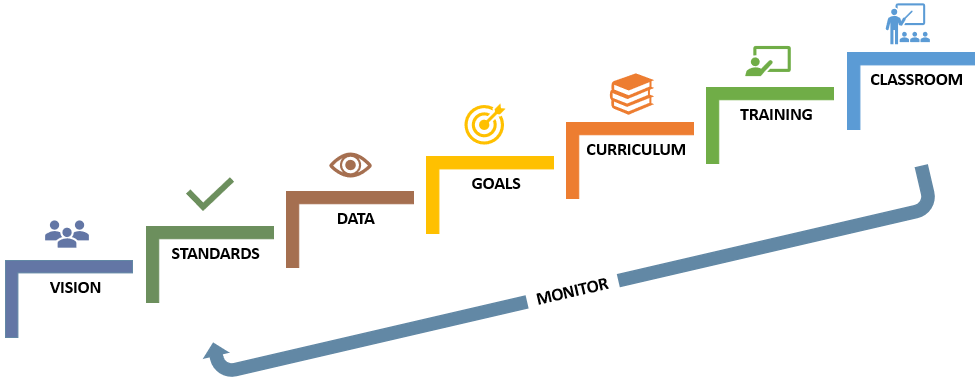 VISION
STANDARDS
DATA
GOALS
CURRICULUM
TRAINING
CLASSROOM
MONITOR